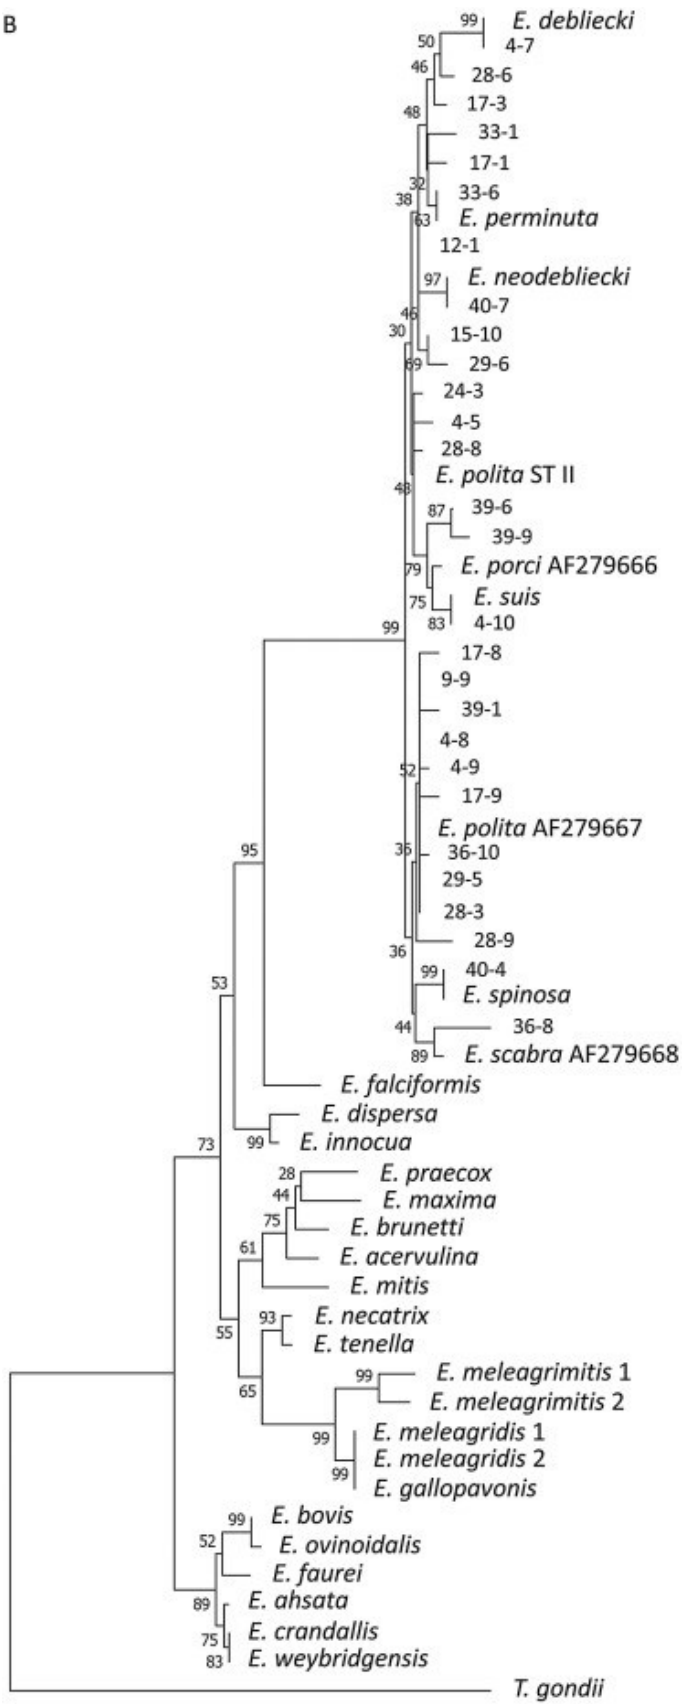 B
99 E. debliecki
50 4-7
46 28-6
17-3
48
33-1
17-1
32
38 33-6
63 E. perminuta
12-1
97 E. neodebliecki
40-7
46
30 15-10
69 29-6
24-3
4-5
28-8
E. polita ST II
48
87 39-6
39-9
79 E. porci AF279666
75 E. suis
83 4-10
99
17-8
9-9
39-1
4-8
52 4-9
17-9
E. polita AF279667
36 36-10
95
29-5
28-3
28-9
36
99 40-4
53 E. spinosa
44 36-8
89 E. scabra AF279668
E. falciformis
E. dispersa
73 99 E. innocua
28 E. praecox
44 E. maxima
75 E. brunetti
61 E. acervulina
E. mitis
93 E. necatrix
55 E. tenella
99 E. meleagrimitis 1
65 E. meleagrimitis 2
99 E. meleagridis 1
E. meleagridis 2
99 E. gallopavonis
99 E. bovis
52 E. ovinoidalis
E. faurei
89 E. ahsata
75 E. crandallis
83 E. weybridgensis
T. gondii